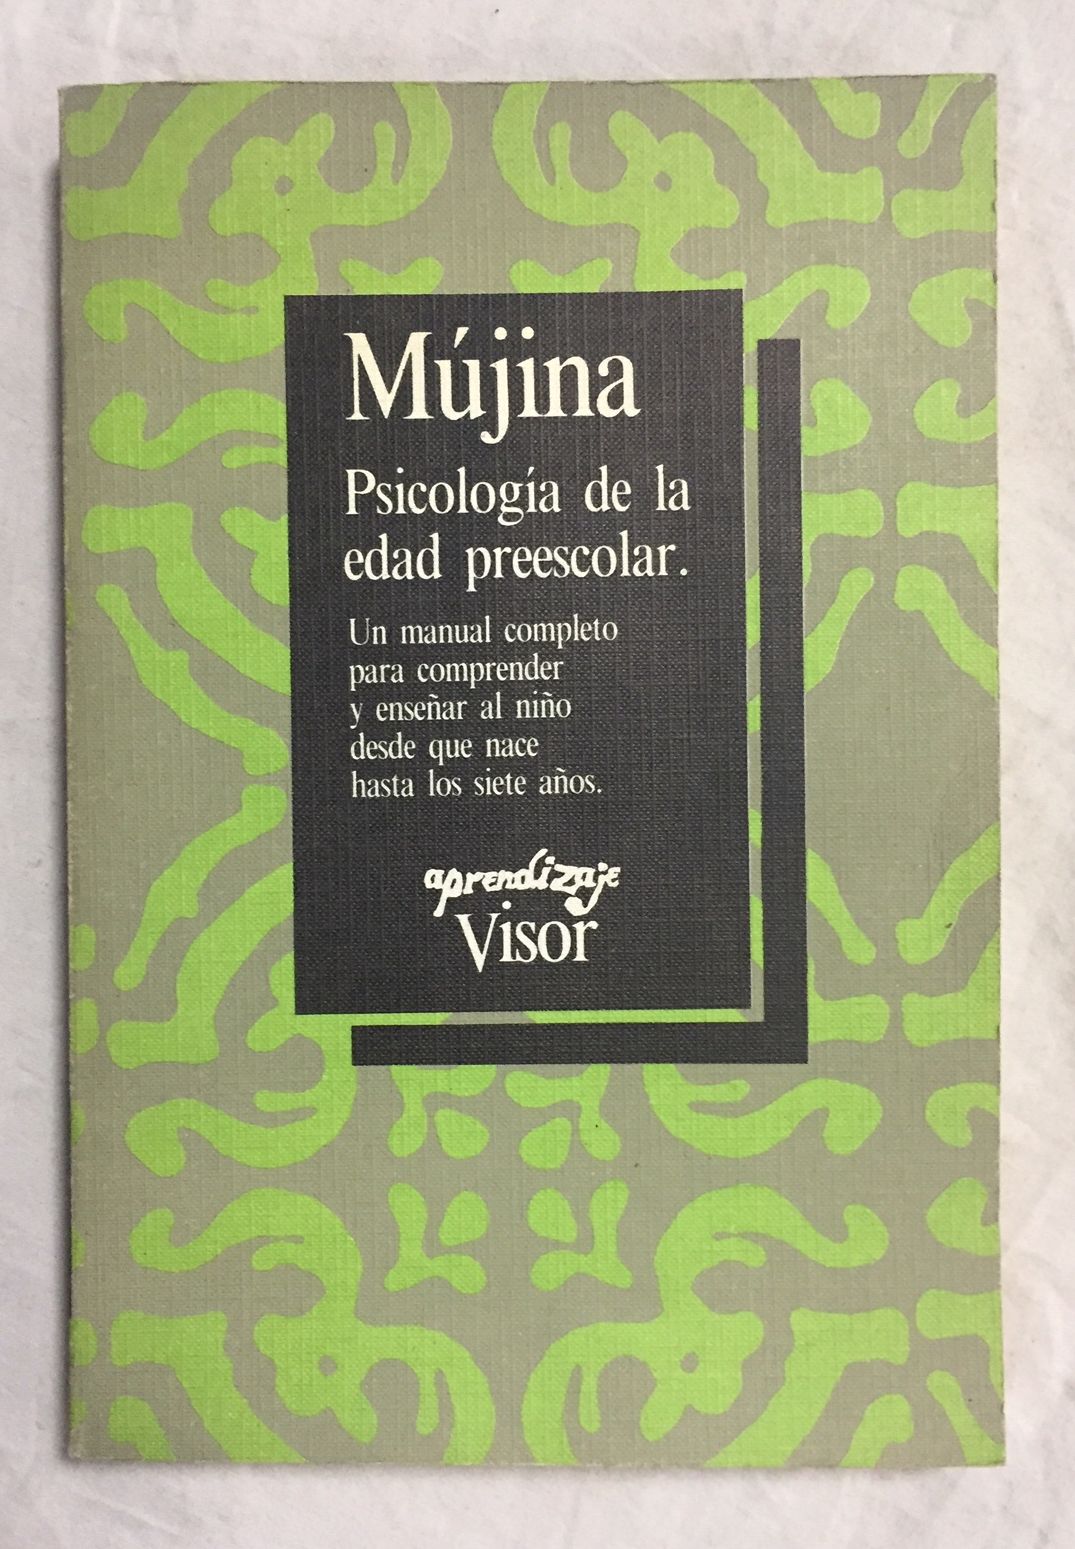 Mújina
Psicología de la
edad preescolar.
Un manual completo
para comprender
y enseñar al niño
desde que nace
hasta los siete años.
aprendizaje
Visor